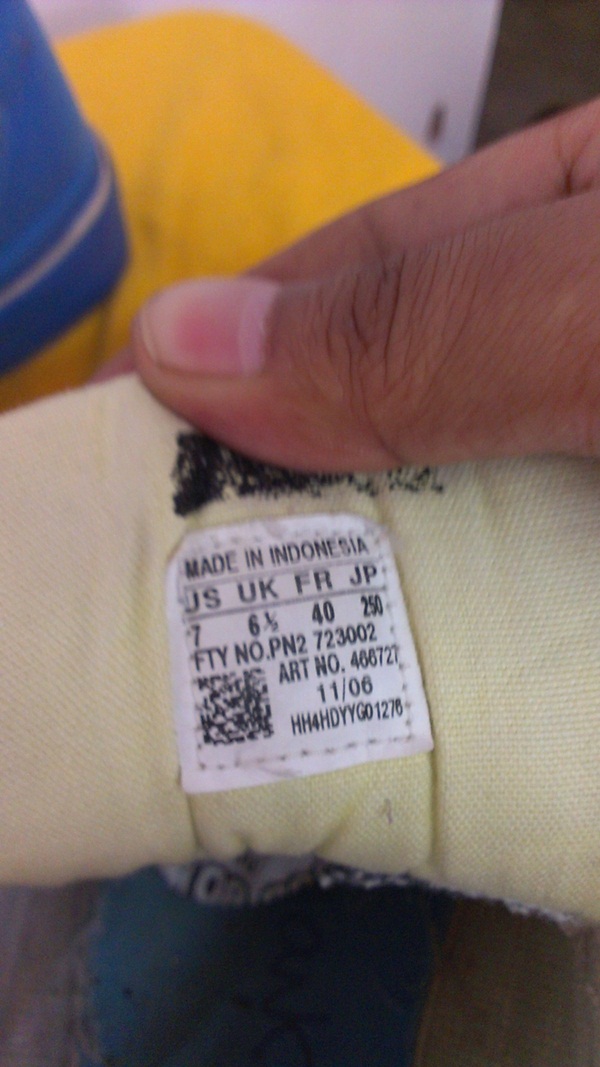 MADE IN INDONESIA
US UK FR JP
7 6½ 40 250
FTY NO.PN2 723002
ART NO. 466727
11/06
HH4HDYYG01276